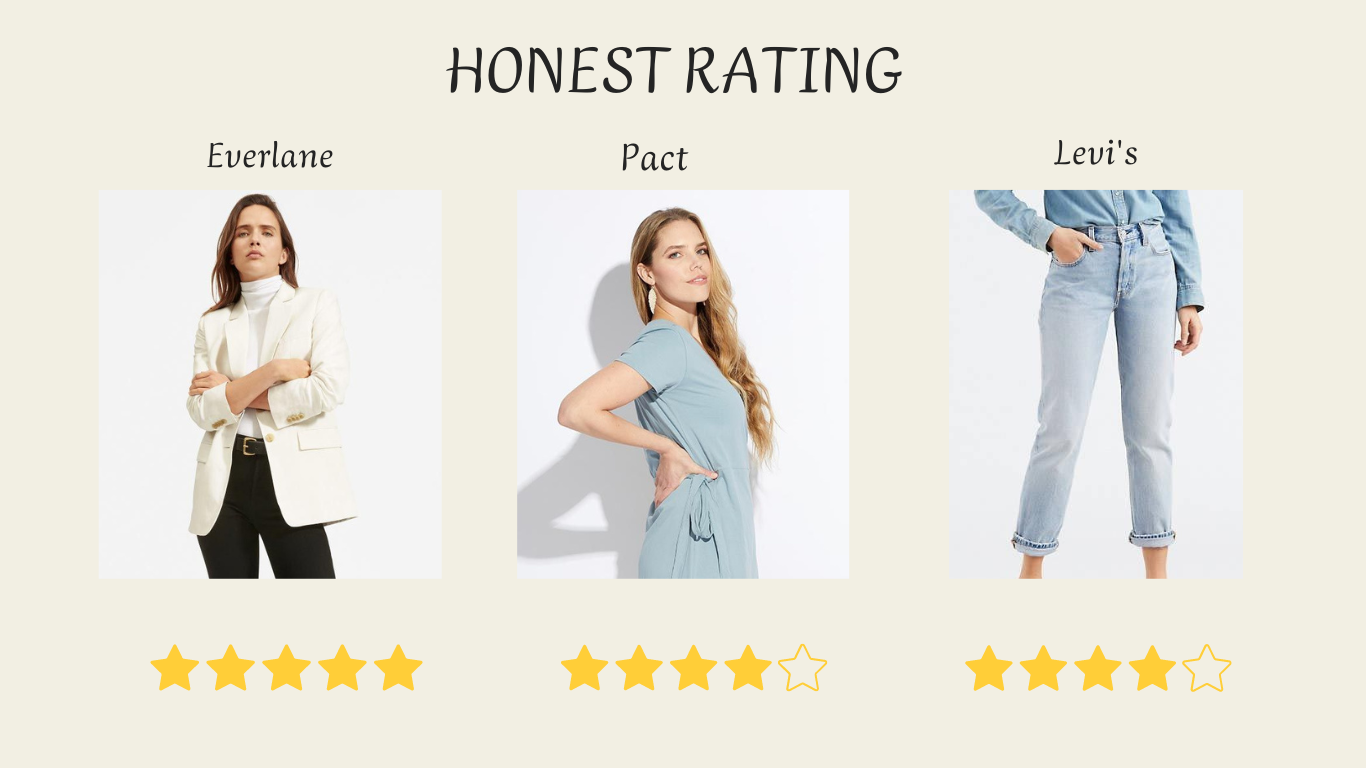 HONEST RATING
Everlane
Pact
Levi's